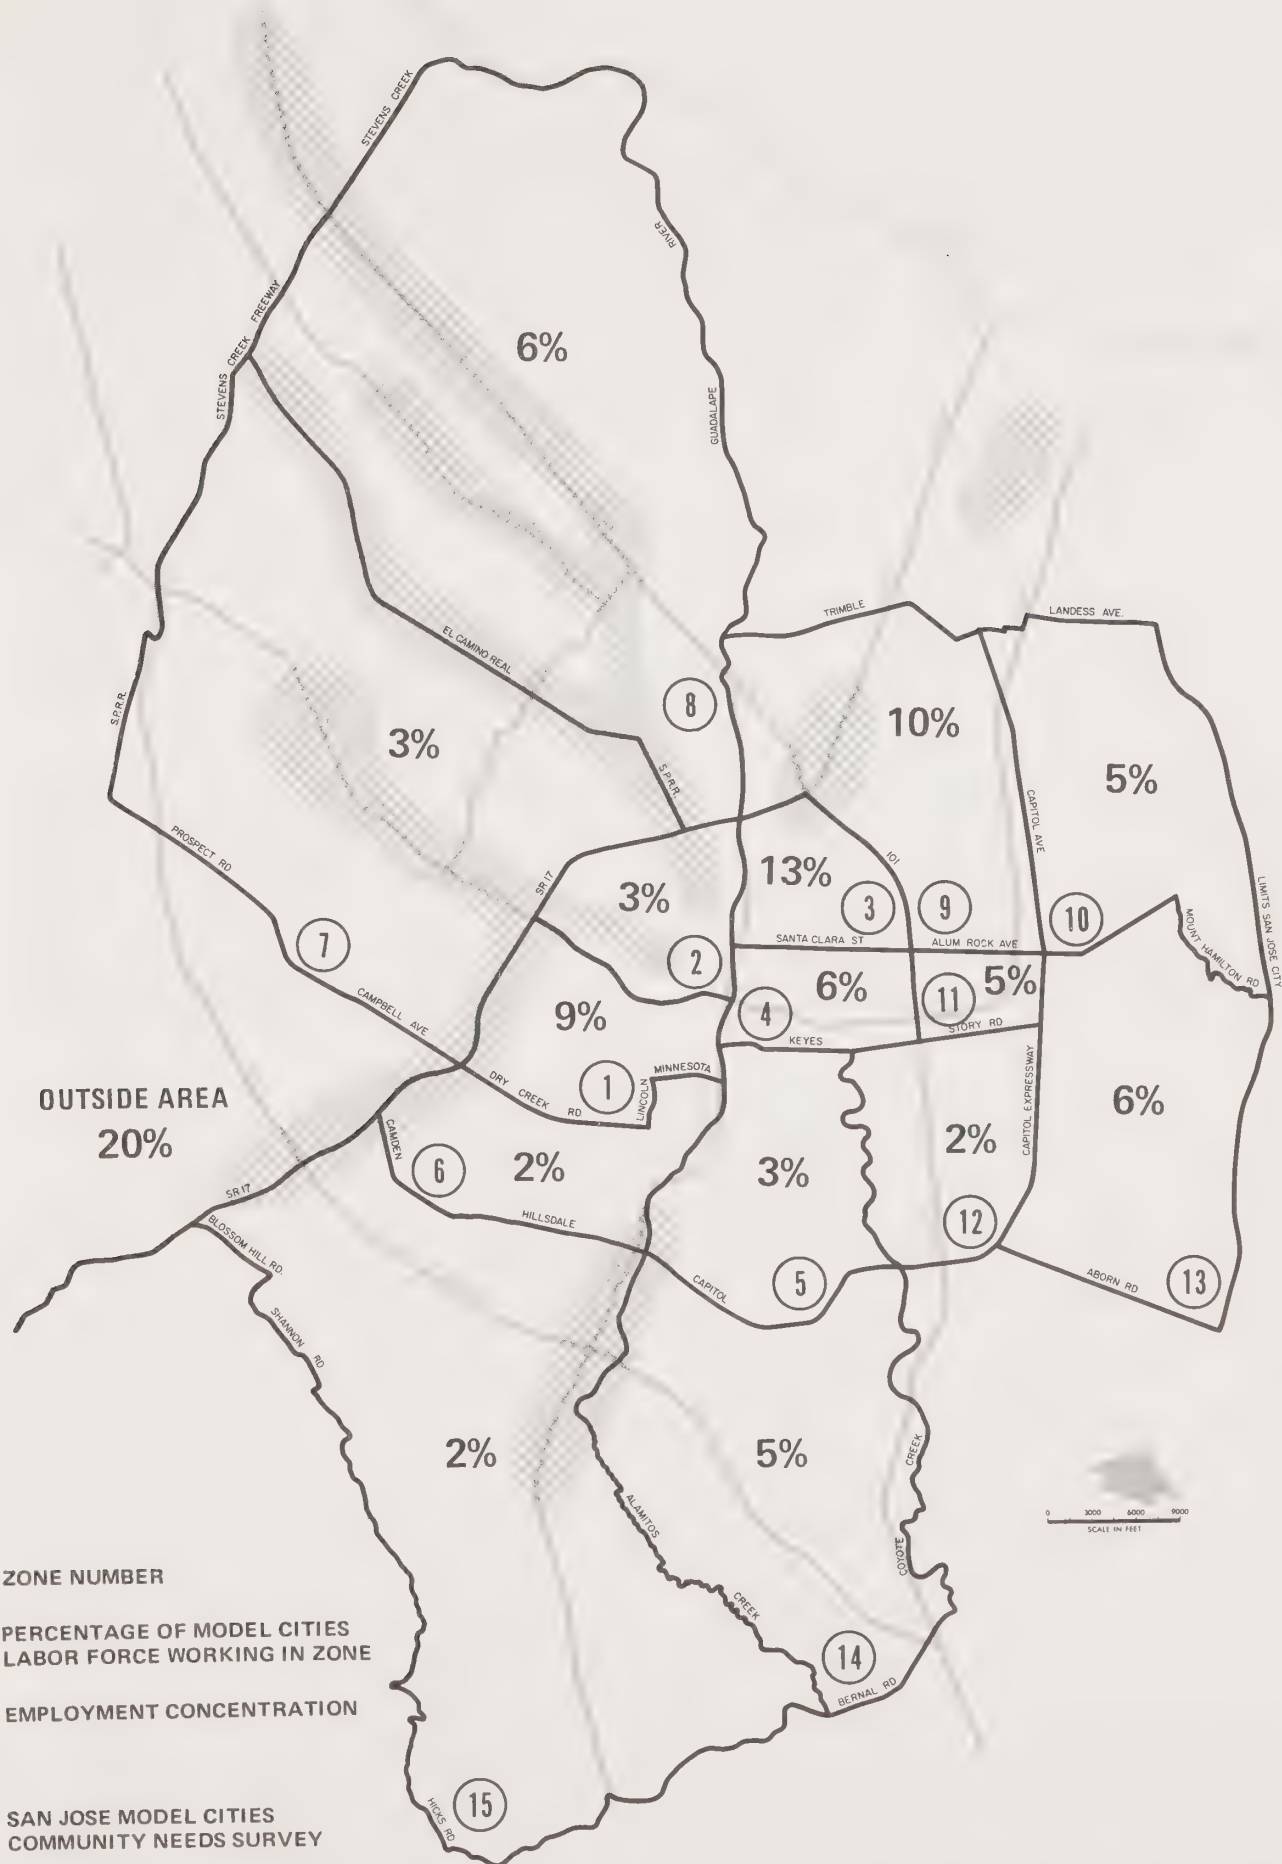 STEVENS CREEK
RIVER
STEVENS CREEK FREEWAY
6%
GUADALAPE
TRIMBLE
LANDESS AVE.
EL CAMINO REAL
S.P.R.R.
8
10%
3%
5%
S.P.R.R.
CAPITOL AVE
PROSPECT RD
101
SR 17
13%
3%
3
9
10
LIMITS SAN JOSE CITY
MOUNT HAMILTON RD
7
2
SANTA CLARA ST
ALUM ROCK AVE
6%
11
5%
4
9%
CAMPBELL AVE
STORY RD
KEYES
MINNESOTA
LINCOLN
1
DRY CREEK RD
OUTSIDE AREA
20%
CAPITOL EXPRESSWAY
6%
CAMDEN
6
2%
3%
2%
SR 17
HILLSDALE
12
BLOSSOM HILL RD.
CAPITOL
5
ABORN RD
13
SHANNON RD
2%
5%
CREEK
ALAMITOS
COYOTE
0 3000 6000 9000
SCALE IN FEET
ZONE NUMBER
CREEK
PERCENTAGE OF MODEL CITIES
LABOR FORCE WORKING IN ZONE
14
BERNAL RD
EMPLOYMENT CONCENTRATION
HICKS RD
15
SAN JOSE MODEL CITIES
COMMUNITY NEEDS SURVEY